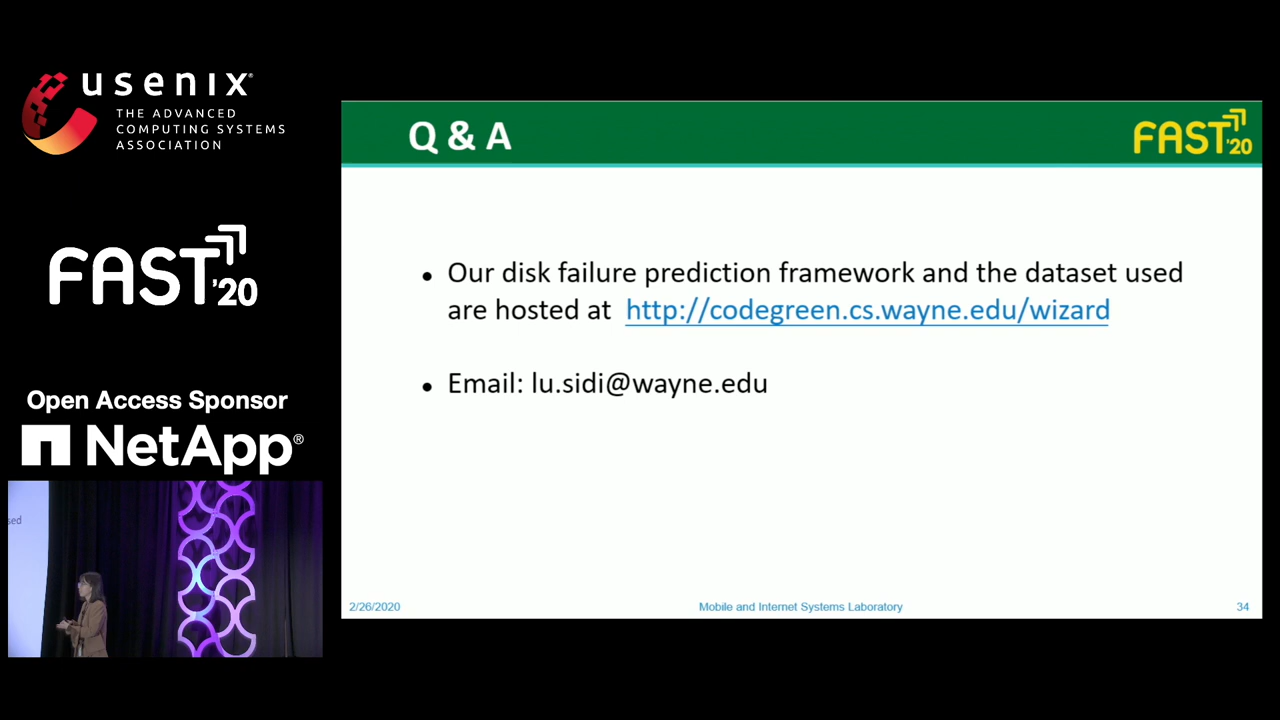 usenix®
THE ADVANCED
COMPUTING SYSTEMS
ASSOCIATION
FAST '20
Open Access Sponsor
NetApp®
sed
Q & A
FAST '20
• Our disk failure prediction framework and the dataset used
are hosted at http://codegreen.cs.wayne.edu/wizard
• Email: lu.sidi@wayne.edu
2/26/2020
Mobile and Internet Systems Laboratory
34